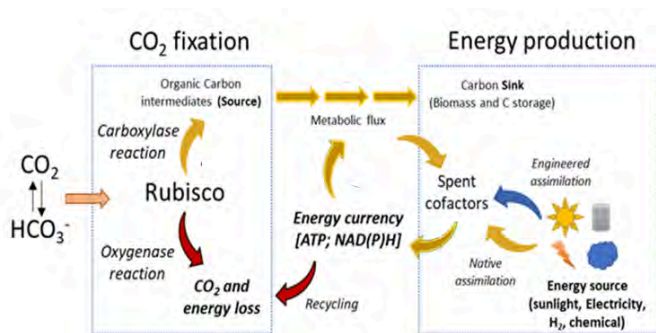 CO₂ fixation
Energy production
Organic Carbon
intermediates (Source)
Metabolic flux
Carbon Sink
(Biomass and C storage)
Carboxylase
reaction
CO₂
HCO₃⁻
Rubisco
Oxygenase
reaction
CO₂ and
energy loss
Energy currency
[ATP; NAD(P)H]
Recycling
Spent
cofactors
Engineered
assimilation
Native
assimilation
Energy source
(sunlight, Electricity,
H₂, chemical)